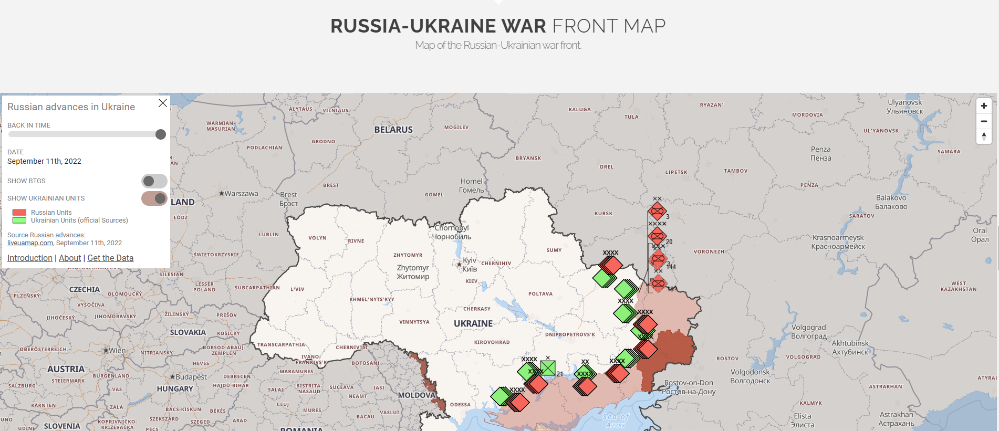 RUSSIA-UKRAINE WAR FRONT MAP
Map of the Russian-Ukrainian war front.
Russian advances in Ukraine
BACK IN TIME
DATE
September 11th, 2022
SHOW BTGS
SHOW UKRAINIAN UNITS
Russian Units
Ukrainian Units (official Sources)
Source Russian advances:
liveuamap.com, September 11th, 2022
Introduction | About | Get the Data
ALYTAUS
VILNIAUS
WARMIAN-
MASURIAN
PODLACHIAN
GRODNO
BELARUS
MOGILEV
KALUGA
TULA
RYAZAN'
MORDOVIA
Ulyanovsk
Ульяновск
UL'YANOVSK
SAMARA
Penza
Пенза
PENZA
BRYANSK
OREL
LIPETSK
TAMBOV
Homel
Гомель
GOMEL
BREST
Brest
Брэст
Warszawa
LAND
ŁÓDŹ
LUBLIN
ŚWIĘTOKRZYSKIE
KURSK
Balakovo
Балаково
SARATOV
Krasnoarmeysk
Красноармейск
Oral
Орал
VORONEZH
WEST
KAZAKHSTAN
Chornobyl
Чорнобиль
VOLYN
RIVNE
ZHYTOMYR
Zhytomyr
Житомир
Kyiv
Київ
KIEV
CHERNIHIV
SUMY
POLTAVA
CHERKASY
L'VIV
KHMEL'NYTS'KYY
VINNYTSYA
UKRAINE
KIROVOHRAD
DNIPROPETROVS'K
TRANSCARPATHIA
IVANO-
FRANKIVS'K
CHERNIVTSI
ODESSA
MOLDOVA
XX
3
XXXX
20
XXX
144
XX
XXXX
XXXX
XXXX
XXXX
XXXX
X
21
XX
XXXX
XXXX
XXXX
SILESIAN
LESSER
POLAND
SUBCARPATHIAN
CZECHIA
PLZEŇSKÝ
OLOMOUCKÝ
VYSOČINA
JIHOČESKÝ
JIHOMORAVSKÝ
ŽILINSKÝ
PREŠOV
SLOVAKIA
KOŠICKÝ
OBERÖSTERREICH
Wien
NITRIANSKY
BORSOD-ABAÚJ-
ZEMPLÉN
HEVES
AUSTRIA
BURGENLAND
STEIERMARK
SALZBURG
VAS
KÄRNTEN
ZALA
Budapest
HUNGARY
DEBRECEN
HAJDÚ-BIHAR
BÁCS-KISKUN
BÉKÉS
SZEKSZÁRD
SZEGED
ARAD
KOPRIVNIČKO-
KRIŽEVAČKA
PÉCS
UDINE
SLOVENIA
MARAMURES
BOTOSANI
SALAJ
BISTRITA-
NASAUD
SUCEAVA
IASI
NEAMT
CLUJ
MURES
BACAU
VASLUI
ROMANIA
Volgograd
Волгоград
VOLGOGRAD
Akhtubinsk
Ахтубинск
ROSTOV
Volgodonsk
Волгодонск
Rostov-on-Don
Ростов-на-Дону
ASTRAKHAN'
ATYRAU
KALMYK
Elista
Элиста
Astrakhan
Астрахань
Sea of
Azov